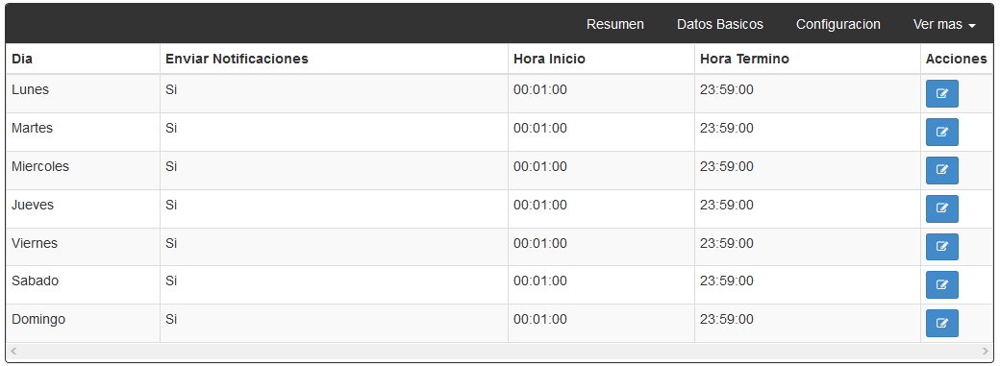 Resumen Datos Basicos Configuracion Ver mas
Dia Enviar Notificaciones Hora Inicio Hora Termino Acciones
Lunes Si 00:01:00 23:59:00
Martes Si 00:01:00 23:59:00
Miercoles Si 00:01:00 23:59:00
Jueves Si 00:01:00 23:59:00
Viernes Si 00:01:00 23:59:00
Sabado Si 00:01:00 23:59:00
Domingo Si 00:01:00 23:59:00